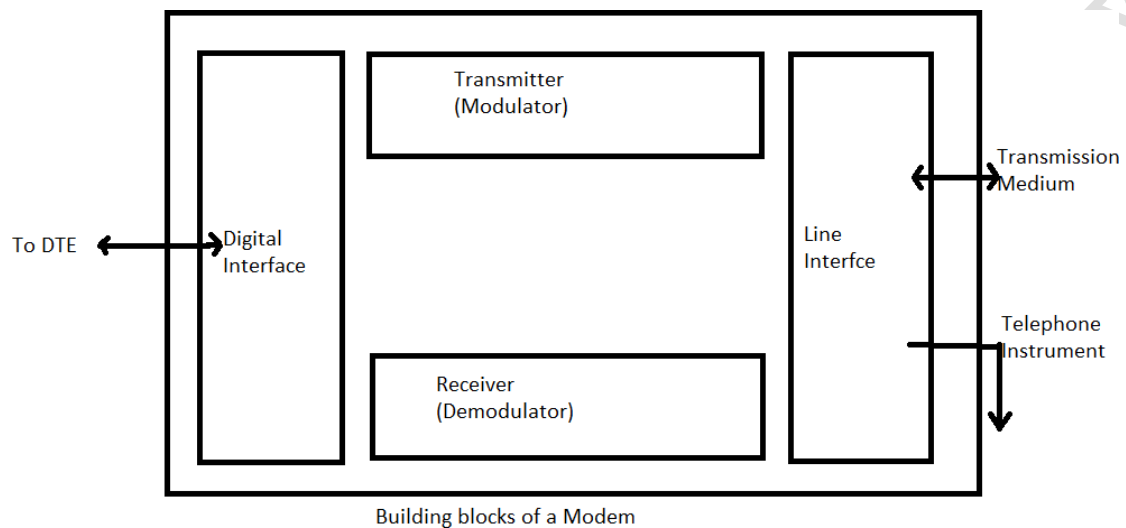 Transmitter
(Modulator)
Transmission
Medium
To DTE
Digital
Interface
Line
Interfce
Telephone
Instrument
Receiver
(Demodulator)
Building blocks of a Modem